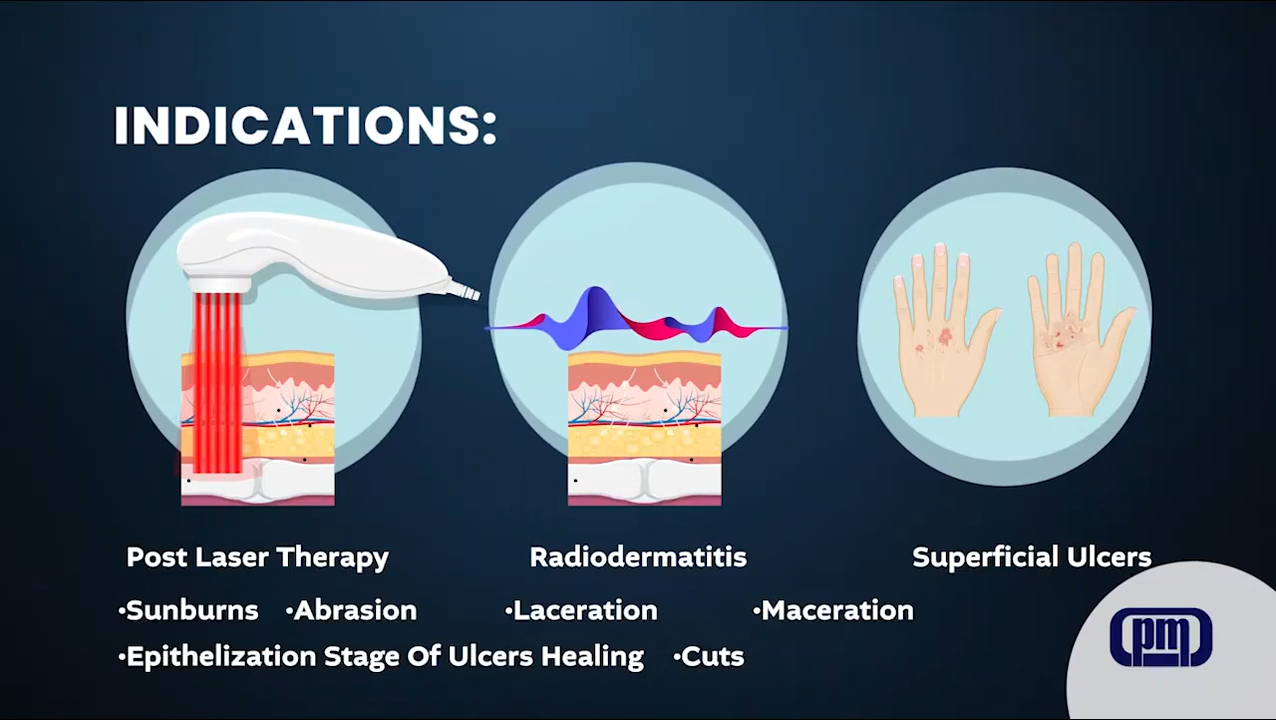 INDICATIONS:
Post Laser Therapy
Radiodermatitis
Superficial Ulcers
•Sunburns •Abrasion •Laceration •Maceration
•Epithelization Stage Of Ulcers Healing •Cuts
pm